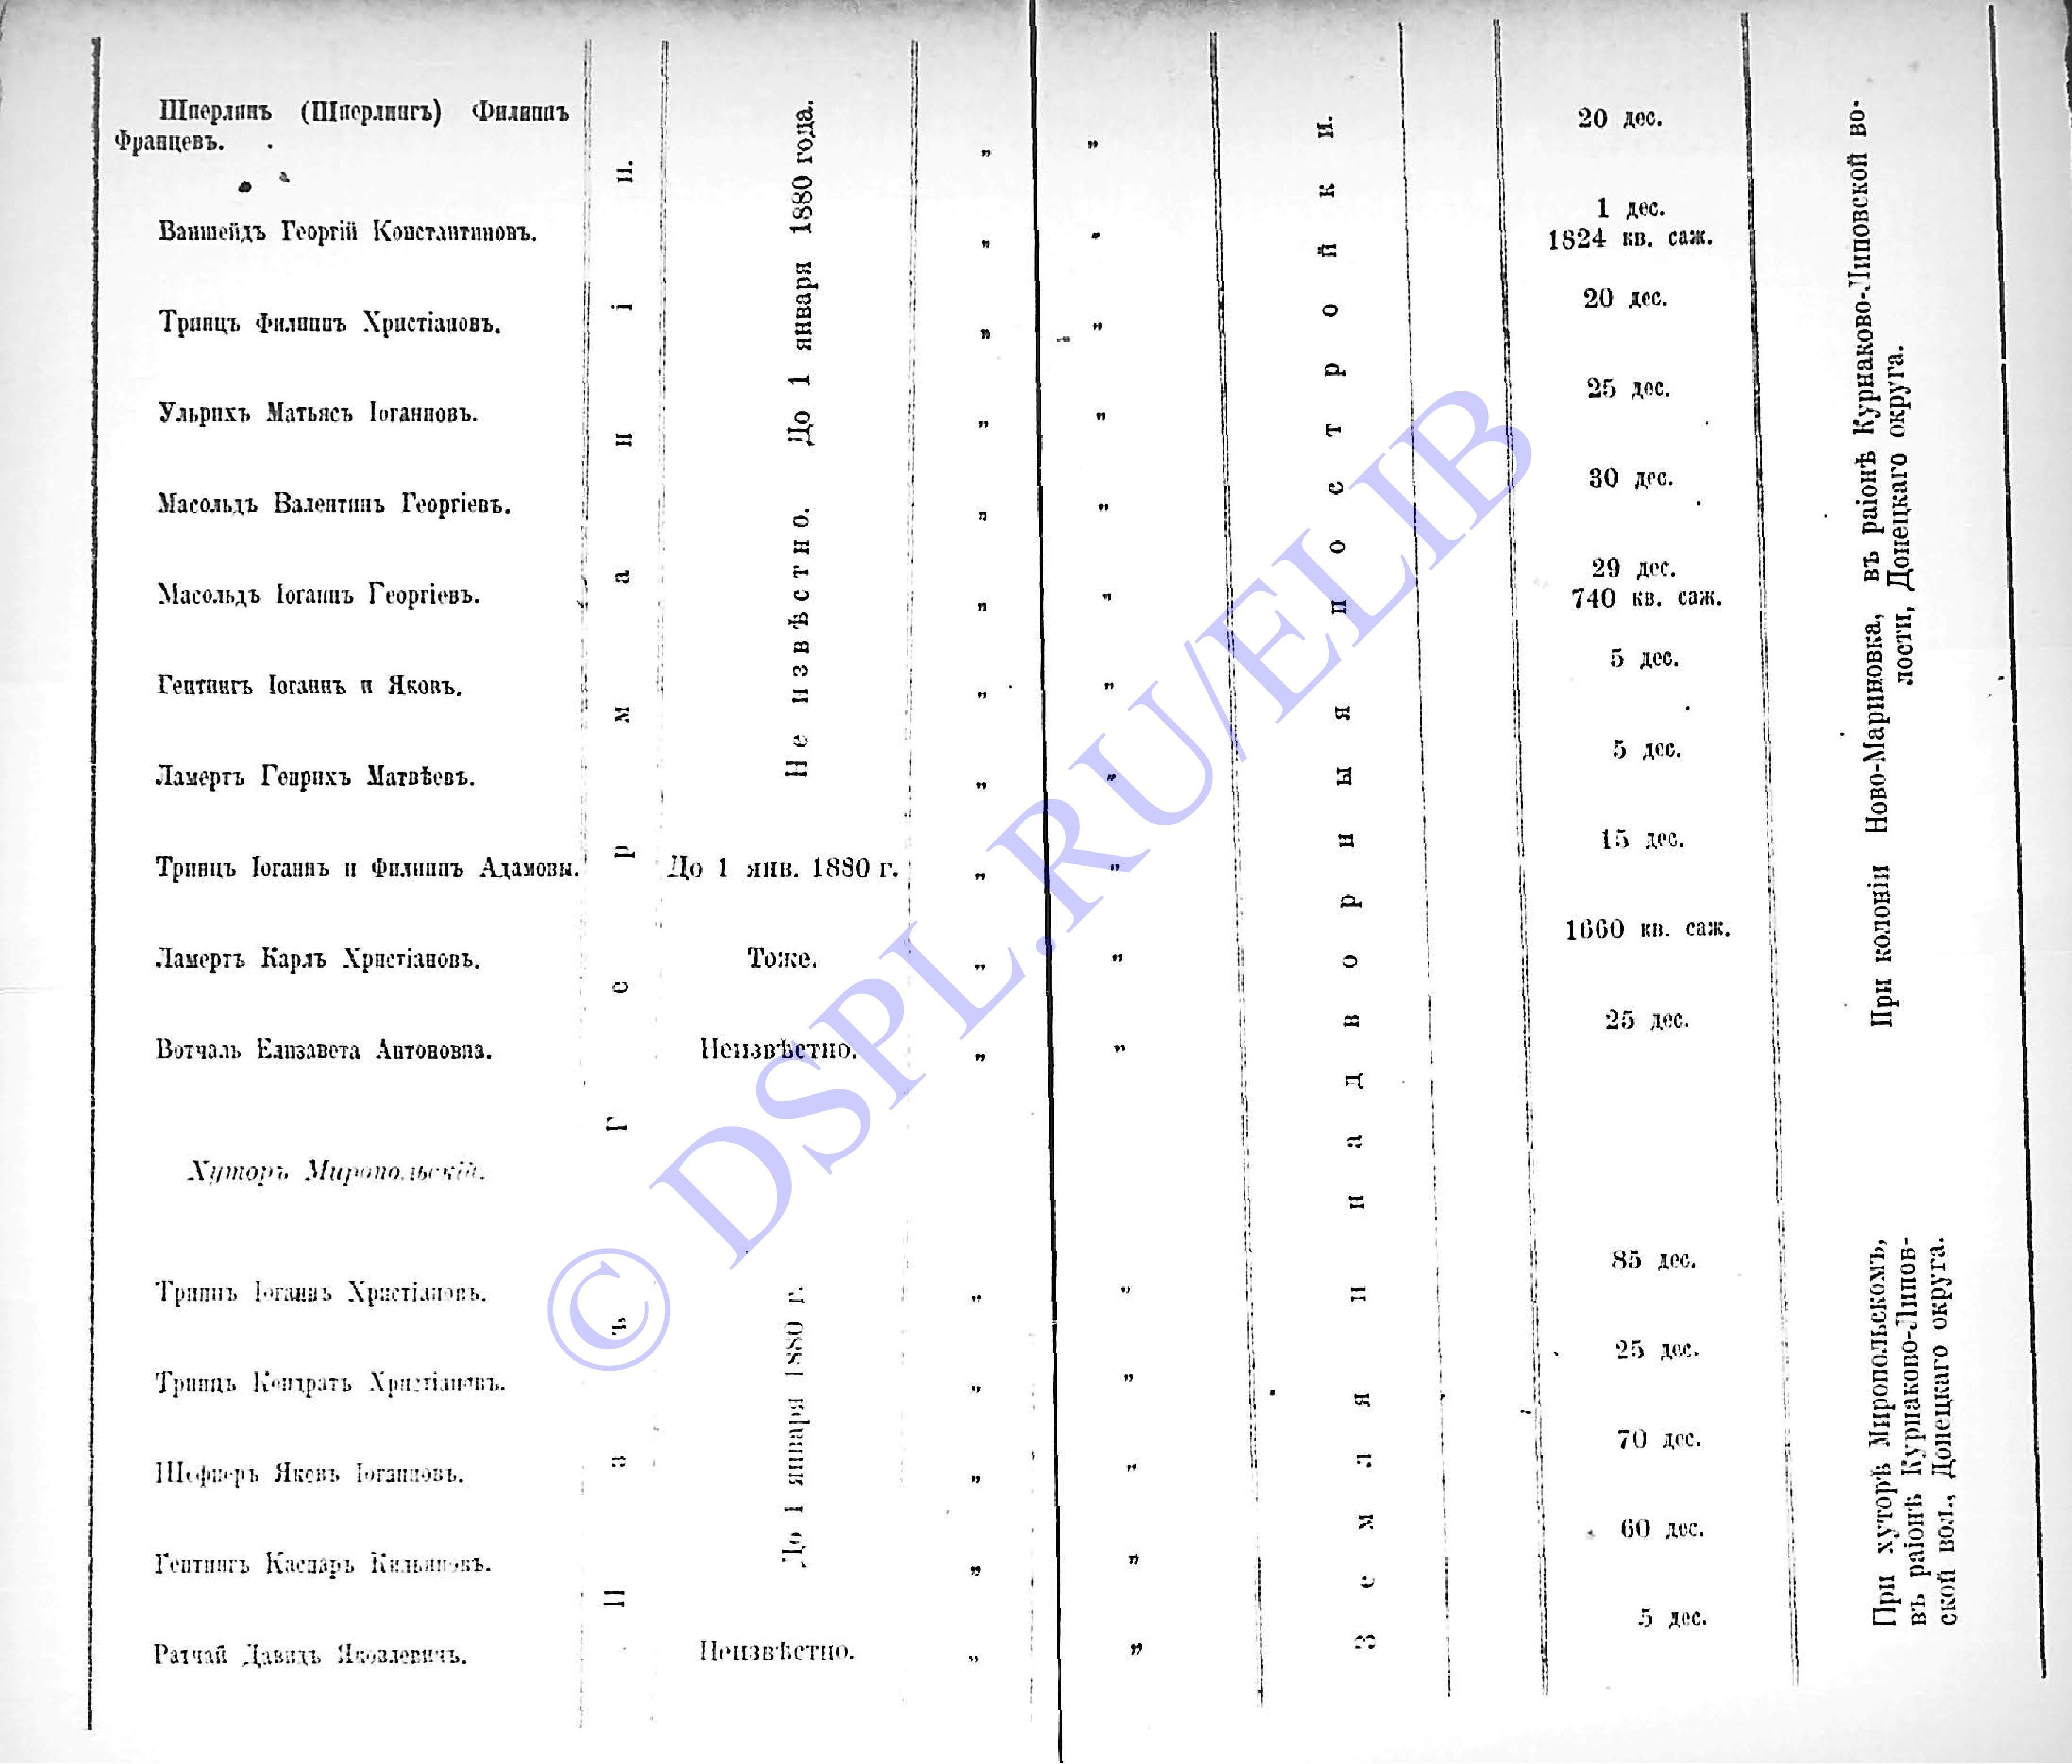 Шперлинъ (Шперлингъ) Филиппъ
Францевъ. „ „ 20 дес.
Ваншейдъ Георгій Константиновъ. „ „ 1 дес.
1824 кв. саж.
Тринцъ Филиппъ Христіановъ. „ „ 20 дес.
Ульрихъ Матьясъ Іоганновъ. „ „ 25 дес.
Масольдъ Валентинъ Георгіевъ. „ „ 30 дес.
Масольдъ Іоганнъ Георгіевъ. „ „ 29 дес.
740 кв. саж.
Гептингъ Іоганнъ и Яковъ. „ „ 5 дес.
Ламертъ Генрихъ Матвѣевъ. „ „ 5 дес.
Тринцъ Іоганнъ и Филиппъ Адамовы. До 1 янв. 1880 г. „ „ 15 дес.
Ламертъ Карлъ Христіановъ. Тоже. „ „ 1660 кв. саж.
Вотчаль Елизавета Антоновна. Неизвѣстно. „ „ 25 дес.
Хуторъ Миропольскій.
Тринцъ Іоганнъ Христіановъ. „ „ 85 дес.
Тринцъ Кондратъ Христіановъ. „ „ 25 дес.
Шефнеръ Яковъ Іоганновъ. „ „ 70 дес.
Гептингъ Каспаръ Кильяновъ. „ „ 60 дес.
Ратчай Давидъ Яковлевичъ. Неизвѣстно. „ „ 5 дес.
Изъ Германіи.
Не извѣстно. До 1 января 1880 года.
До 1 января 1880 г.
Земля и надворныя постройки.
При колоніи Ново-Мариновка, въ раіонѣ Курнаково-Липовской во-
лости, Донецкаго округа.
При хуторѣ Миропольскомъ,
въ раіонѣ Курнаково-Липов-
ской вол., Донецкаго округа.
© DSPL.RU/ELIB